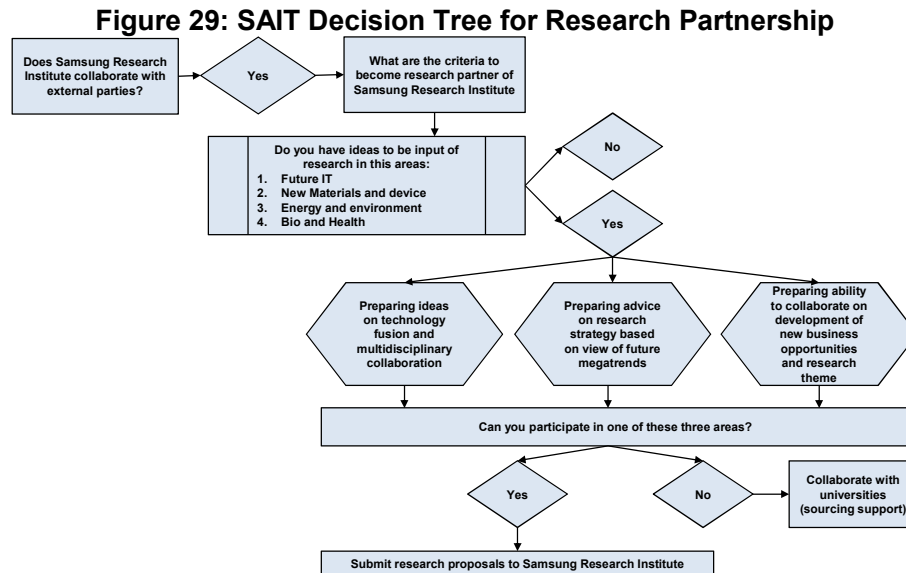 Figure 29: SAIT Decision Tree for Research Partnership
Does Samsung Research
Institute collaborate with
external parties?
Yes
What are the criteria to
become research partner of
Samsung Research Institute
Do you have ideas to be input of
research in this areas:
1. Future IT
2. New Materials and device
3. Energy and environment
4. Bio and Health
No
Yes
Preparing ideas
on technology
fusion and
multidisciplinary
collaboration
Preparing advice
on research
strategy based
on view of future
megatrends
Preparing ability
to collaborate on
development of
new business
opportunities
and research
theme
Can you participate in one of these three areas?
Yes
No
Collaborate with
universities
(sourcing support)
Submit research proposals to Samsung Research Institute